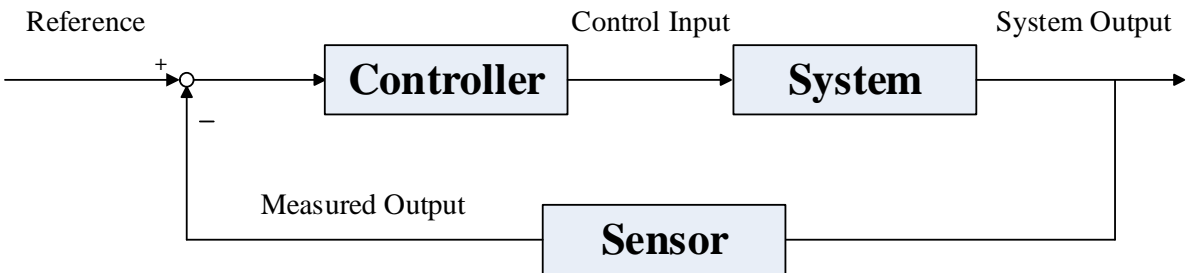 Reference
Control Input
System Output
+
Controller
System
−
Measured Output
Sensor